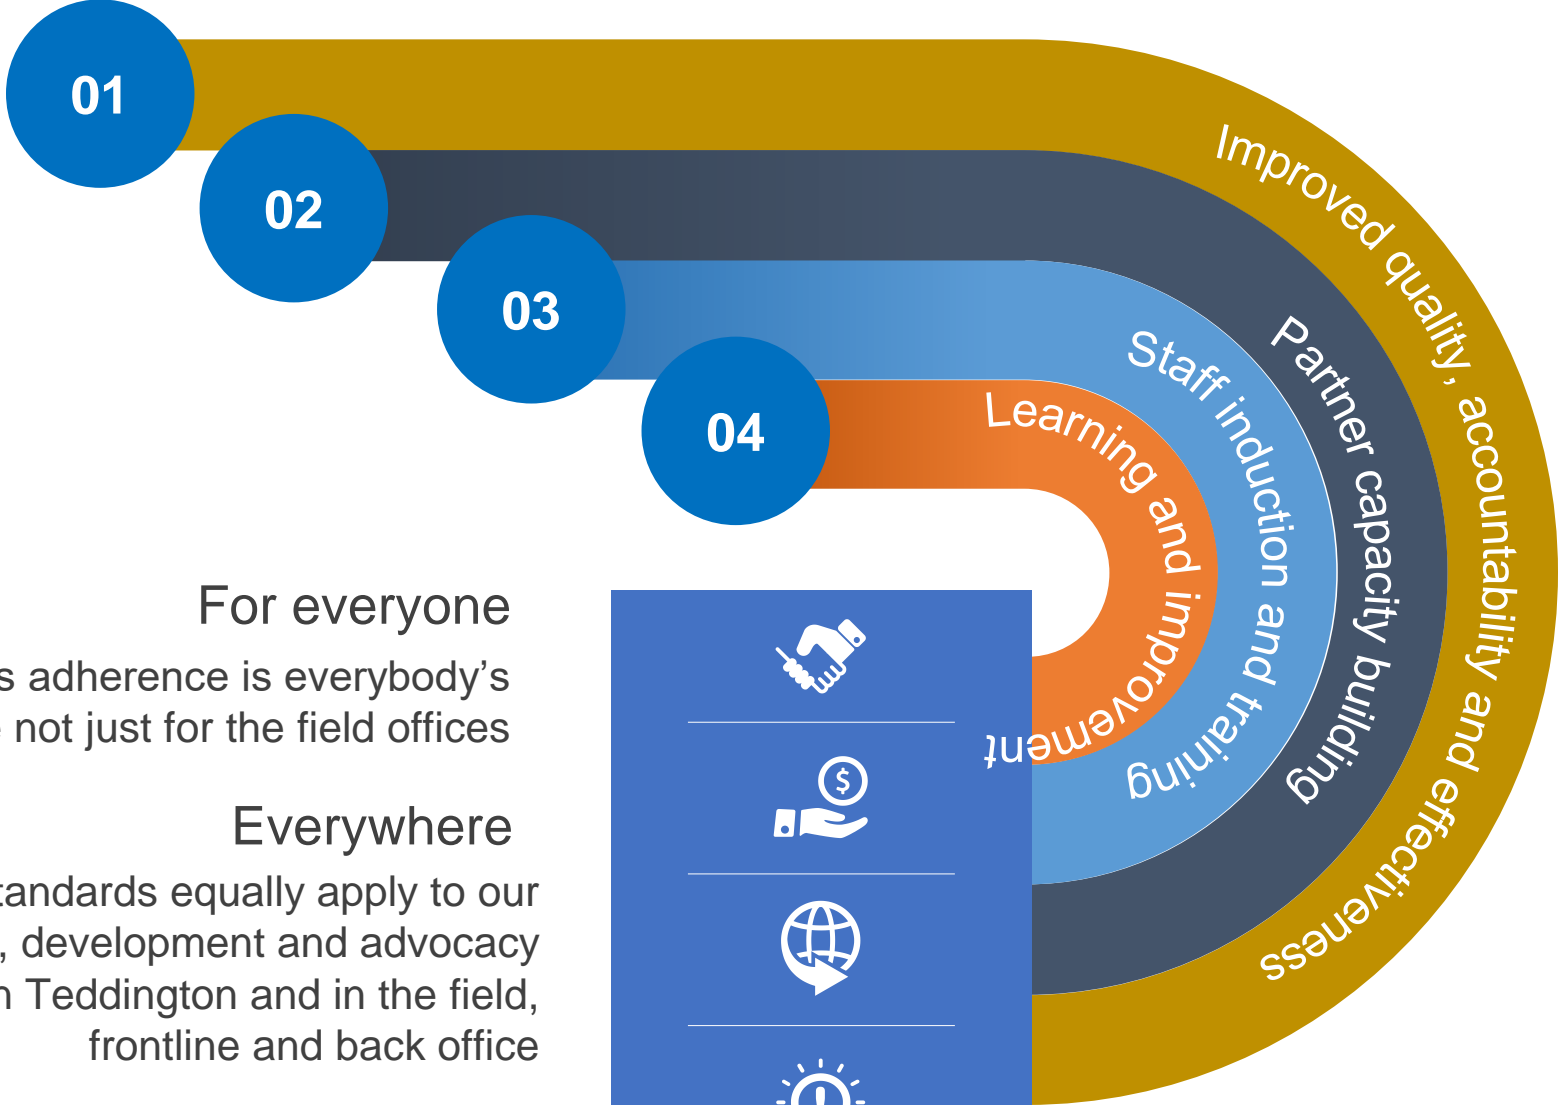 01
02
03
04
Improved quality, accountability and effectiveness
Partner capacity building
Staff induction and training
Learning and improvement
For everyone
s adherence is everybody’s
not just for the field offices
Everywhere
tandards equally apply to our
, development and advocacy
n Teddington and in the field,
frontline and back office
$